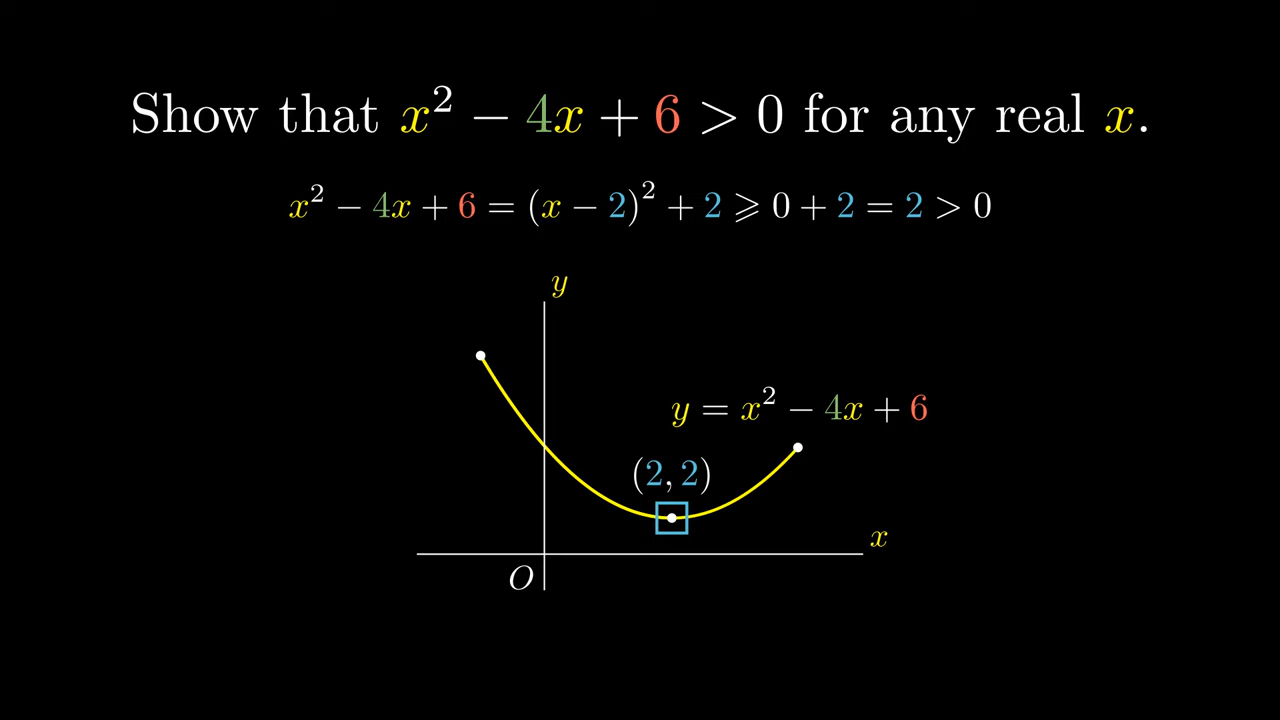 Show that x² − 4x + 6 > 0 for any real x.
x² − 4x + 6 = (x − 2)² + 2 ⩾ 0 + 2 = 2 > 0
y
y = x² − 4x + 6
(2, 2)
x
O